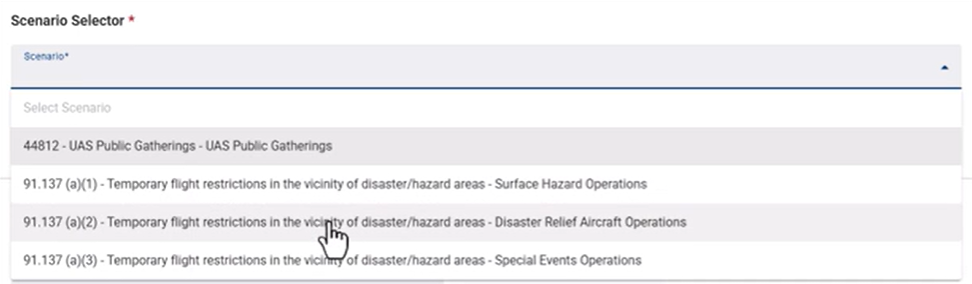 Scenario Selector *
Scenario*
Select Scenario
44812 - UAS Public Gatherings - UAS Public Gatherings
91.137 (a)(1) - Temporary flight restrictions in the vicinity of disaster/hazard areas - Surface Hazard Operations
91.137 (a)(2) - Temporary flight restrictions in the vicinity of disaster/hazard areas - Disaster Relief Aircraft Operations
91.137 (a)(3) - Temporary flight restrictions in the vicinity of disaster/hazard areas - Special Events Operations